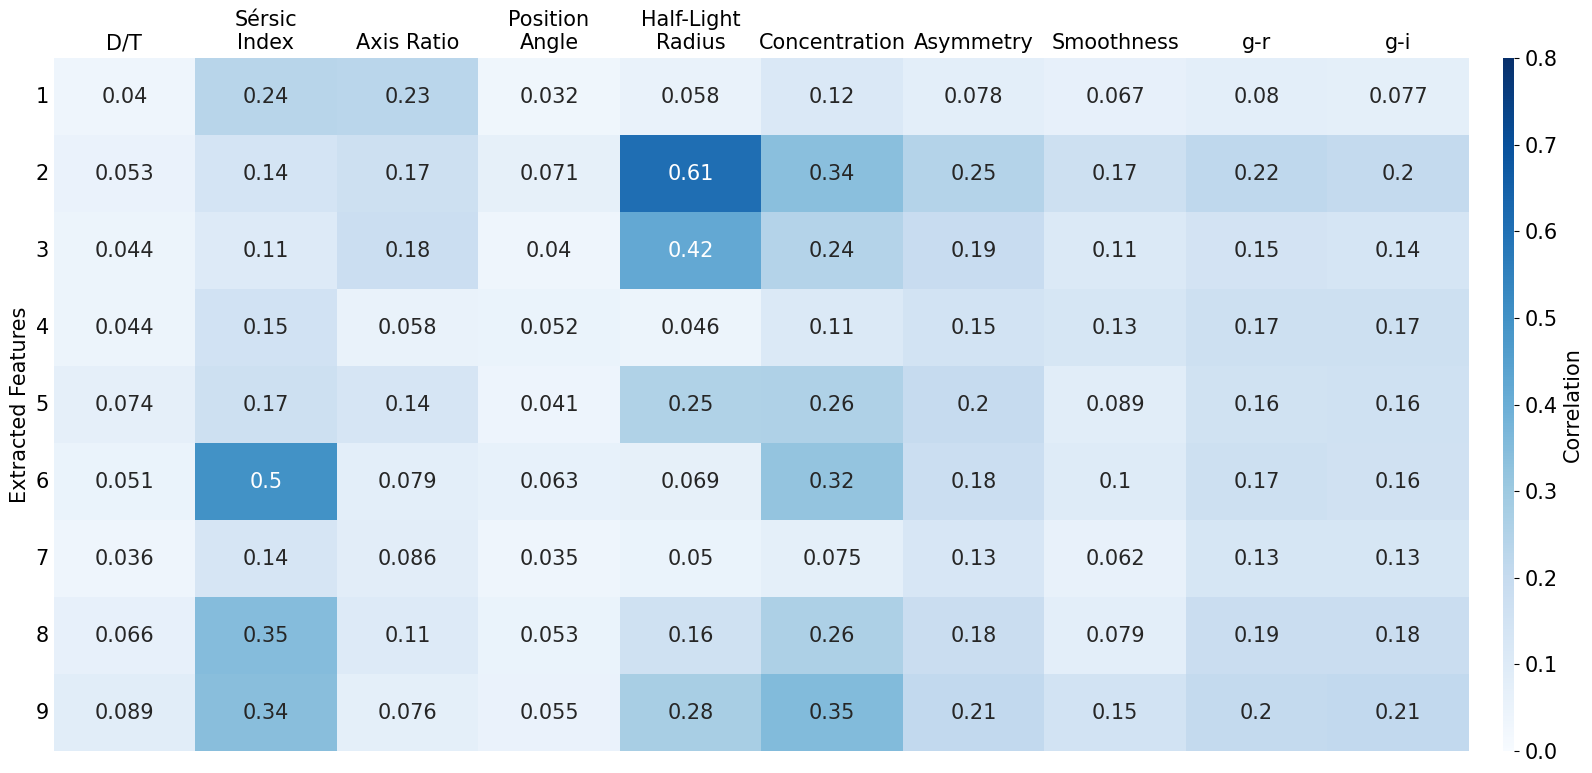 Sérsic
Index
Position
Angle
Half-Light
Radius
D/T
Axis Ratio
Concentration
Asymmetry
Smoothness
g-r
g-i
Extracted Features
1 0.04 0.24 0.23 0.032 0.058 0.12 0.078 0.067 0.08 0.077
2 0.053 0.14 0.17 0.071 0.61 0.34 0.25 0.17 0.22 0.2
3 0.044 0.11 0.18 0.04 0.42 0.24 0.19 0.11 0.15 0.14
4 0.044 0.15 0.058 0.052 0.046 0.11 0.15 0.13 0.17 0.17
5 0.074 0.17 0.14 0.041 0.25 0.26 0.2 0.089 0.16 0.16
6 0.051 0.5 0.079 0.063 0.069 0.32 0.18 0.1 0.17 0.16
7 0.036 0.14 0.086 0.035 0.05 0.075 0.13 0.062 0.13 0.13
8 0.066 0.35 0.11 0.053 0.16 0.26 0.18 0.079 0.19 0.18
9 0.089 0.34 0.076 0.055 0.28 0.35 0.21 0.15 0.2 0.21
0.8
0.7
0.6
0.5
0.4
0.3
0.2
0.1
0.0
Correlation